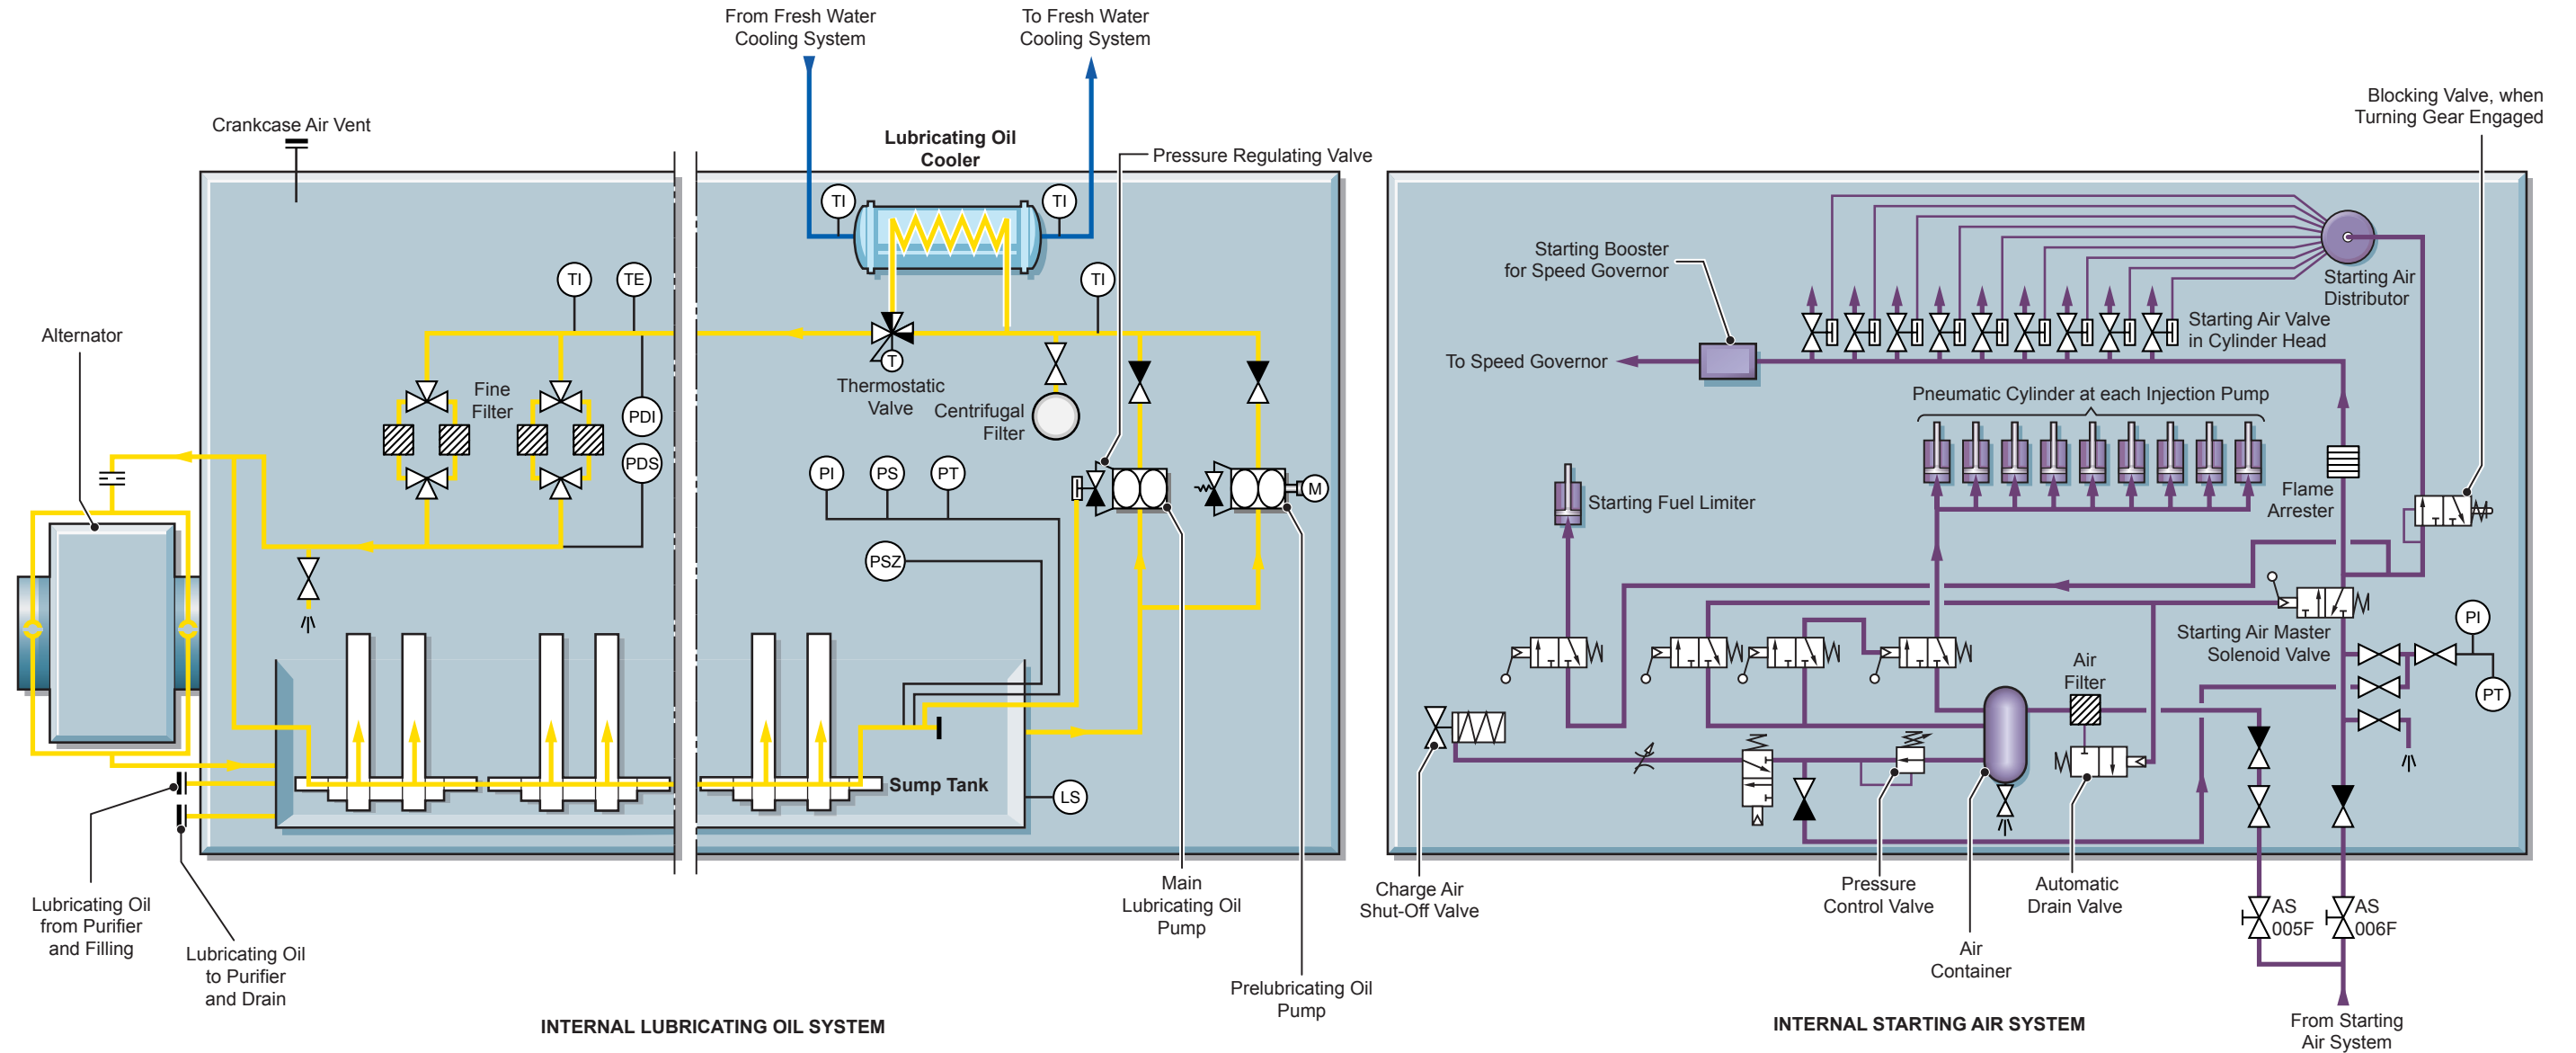 From Fresh Water
Cooling System
To Fresh Water
Cooling System
Crankcase Air Vent
Lubricating Oil
Cooler
Pressure Regulating Valve
TI
TI
TI
TE
TI
Alternator
T
Thermostatic
Valve
Fine
Filter
Centrifugal
Filter
PDI
PDS
PI
PS
PT
M
PSZ
Sump Tank
LS
Lubricating Oil
from Purifier
and Filling
Lubricating Oil
to Purifier
and Drain
Main
Lubricating Oil
Pump
Prelubricating Oil
Pump
INTERNAL LUBRICATING OIL SYSTEM
Blocking Valve, when
Turning Gear Engaged
Starting Booster
for Speed Governor
Starting Air
Distributor
Starting Air Valve
in Cylinder Head
To Speed Governor
Pneumatic Cylinder at each Injection Pump
Starting Fuel Limiter
Flame
Arrester
Starting Air Master
Solenoid Valve
PI
PT
Air
Filter
Charge Air
Shut-Off Valve
Pressure
Control Valve
Automatic
Drain Valve
Air
Container
AS
005F
AS
006F
From Starting
Air System
INTERNAL STARTING AIR SYSTEM